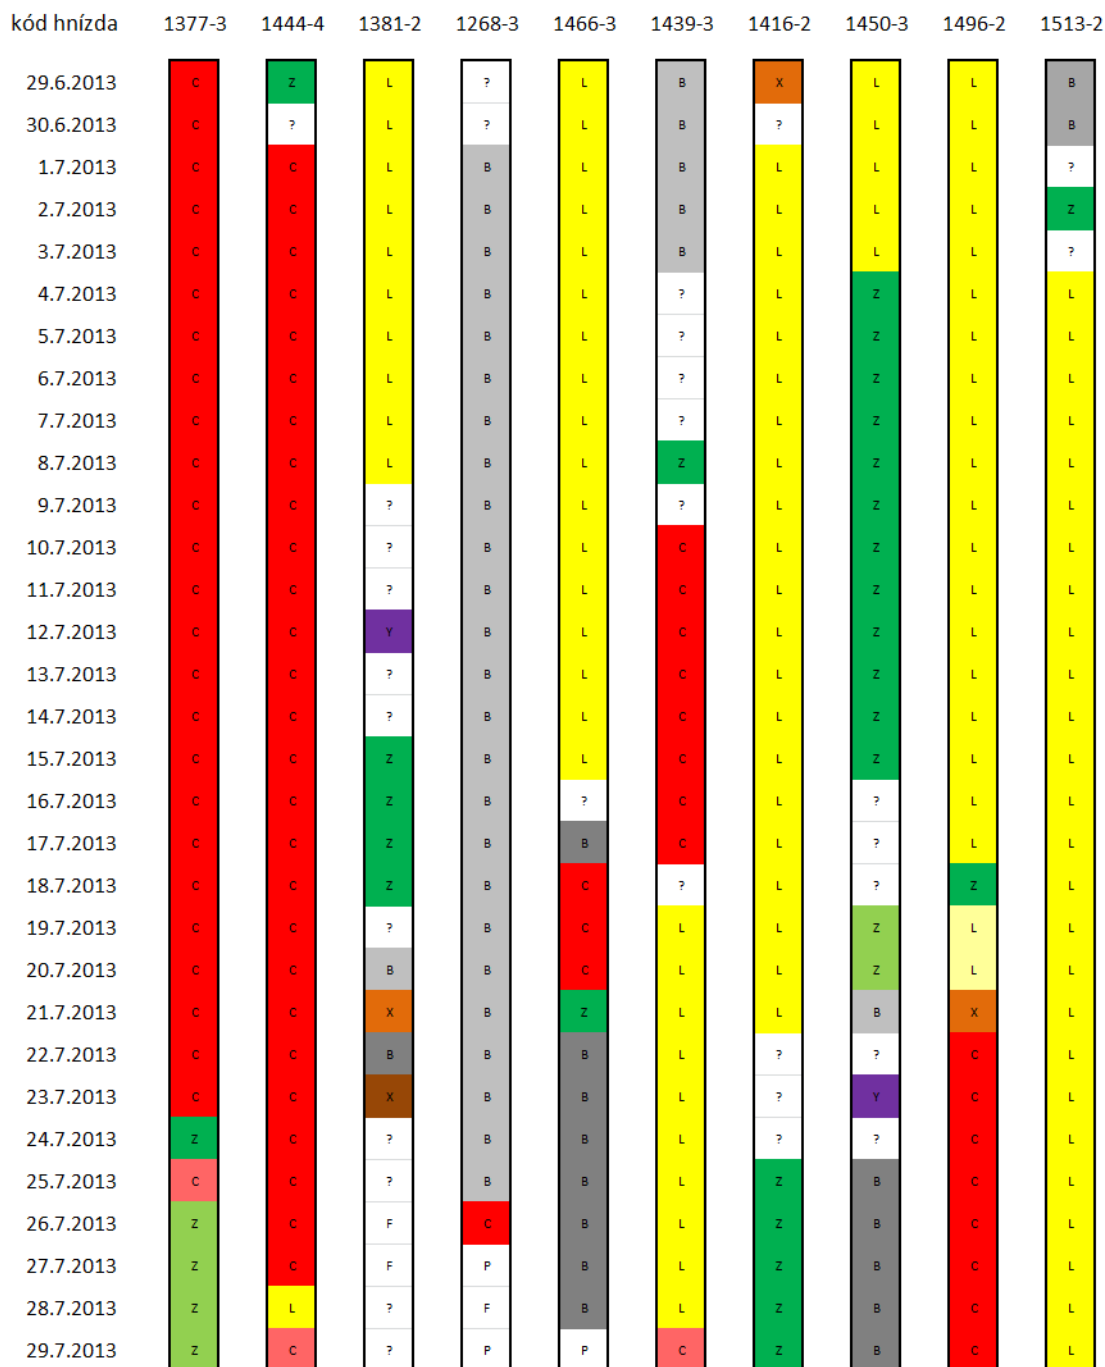 kód hnízda 1377-3 1444-4 1381-2 1268-3 1466-3 1439-3 1416-2 1450-3 1496-2 1513-2
29.6.2013 C Z L ? L B X L L B
30.6.2013 C ? L ? L B ? L L B
1.7.2013 C C L B L B L L L ?
2.7.2013 C C L B L B L L L Z
3.7.2013 C C L B L B L L L ?
4.7.2013 C C L B L ? L Z L L
5.7.2013 C C L B L ? L Z L L
6.7.2013 C C L B L ? L Z L L
7.7.2013 C C L B L ? L Z L L
8.7.2013 C C L B L Z L Z L L
9.7.2013 C C ? B L ? L Z L L
10.7.2013 C C ? B L C L Z L L
11.7.2013 C C ? B L C L Z L L
12.7.2013 C C Y B L C L Z L L
13.7.2013 C C ? B L C L Z L L
14.7.2013 C C ? B L C L Z L L
15.7.2013 C C Z B L C L Z L L
16.7.2013 C C Z B ? C L ? L L
17.7.2013 C C Z B B C L ? L L
18.7.2013 C C Z B C ? L ? Z L
19.7.2013 C C ? B C L L Z L L
20.7.2013 C C B B C L L Z L L
21.7.2013 C C X B Z L L B X L
22.7.2013 C C B B B L ? ? C L
23.7.2013 C C X B B L ? Y C L
24.7.2013 Z C ? B B L ? ? C L
25.7.2013 C C ? B B L Z B C L
26.7.2013 Z C F C B L Z B C L
27.7.2013 Z C F P B L Z B C L
28.7.2013 Z L ? F B L Z B C L
29.7.2013 Z C ? P P C Z B C L